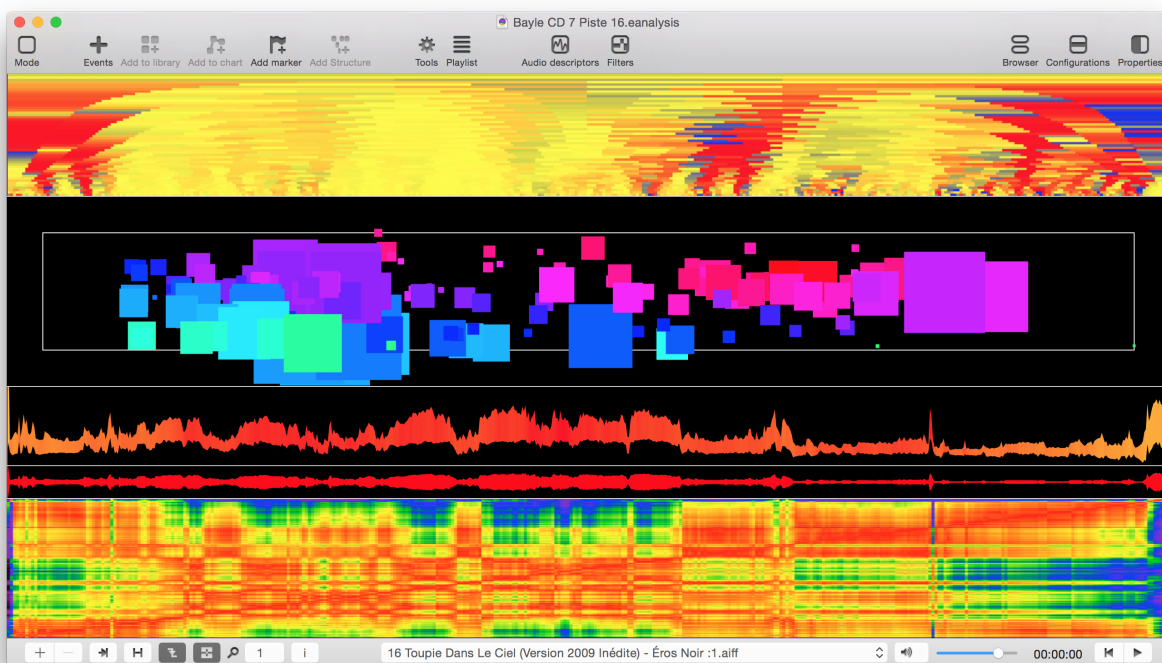 Bayle CD 7 Piste 16.eanalysis
Mode Events Add to library Add to chart Add marker Add Structure Tools Playlist Audio descriptors Filters Browser Configurations Properties
1 i 16 Toupie Dans Le Ciel (Version 2009 Inédite) - Éros Noir :1.aiff 00:00:00